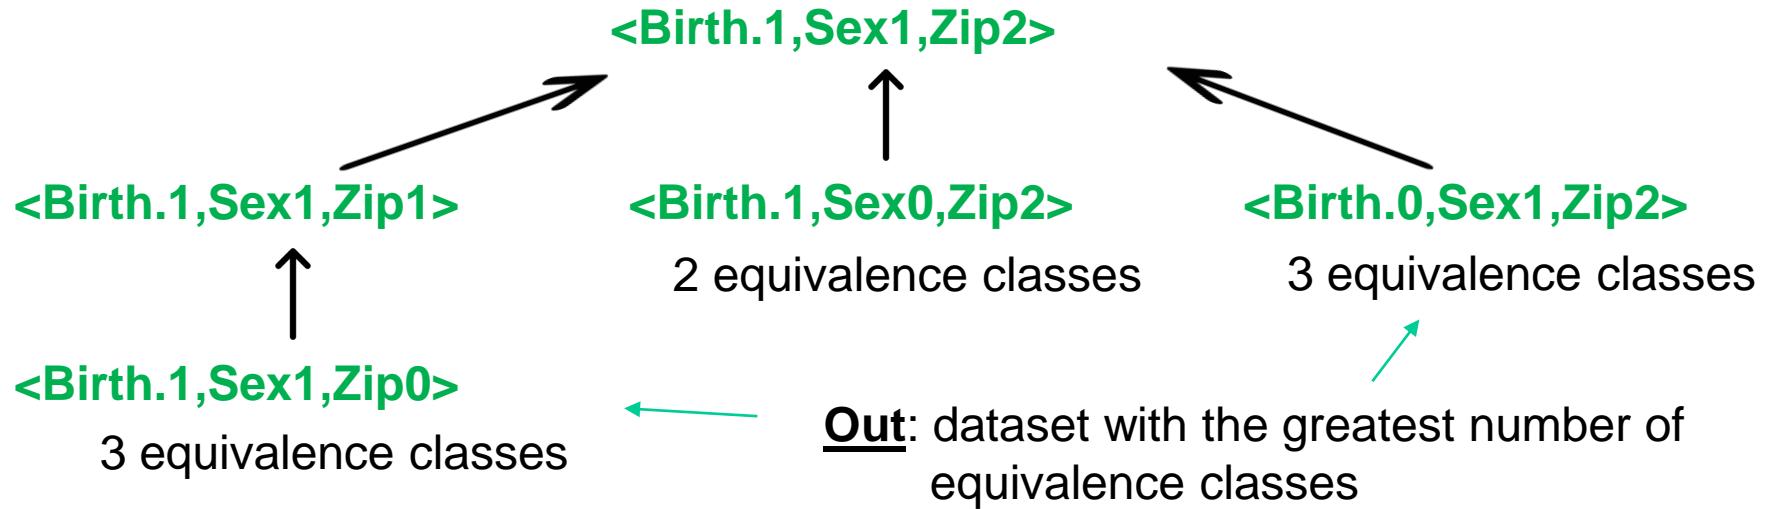 <Birth.1,Sex1,Zip2>
<Birth.1,Sex1,Zip1>
<Birth.1,Sex0,Zip2>
<Birth.0,Sex1,Zip2>
2 equivalence classes
3 equivalence classes
<Birth.1,Sex1,Zip0>
3 equivalence classes
Out: dataset with the greatest number of
equivalence classes